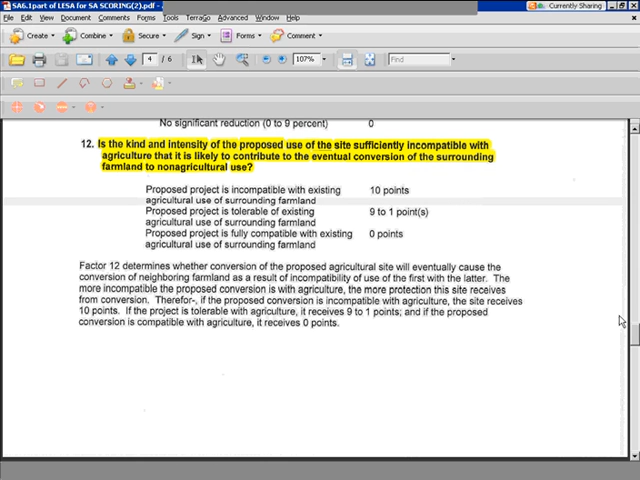 SA6.1part of LESA for SA SCORING(2).pdf -
Currently Sharing
File Edit View Document Comments Forms Tools TerraGo Advanced Window Help
Create Combine Secure Sign Forms Comment
4 / 6 107% Find
No significant reduction (0 to 9 percent) 0
12. Is the kind and intensity of the proposed use of the site sufficiently incompatible with
agriculture that it is likely to contribute to the eventual conversion of the surrounding
farmland to nonagricultural use?
Proposed project is incompatible with existing 10 points
agricultural use of surrounding farmland
Proposed project is tolerable of existing 9 to 1 point(s)
agricultural use of surrounding farmland
Proposed project is fully compatible with existing 0 points
agricultural use of surrounding farmland
Factor 12 determines whether conversion of the proposed agricultural site will eventually cause the
conversion of neighboring farmland as a result of incompatibility of use of the first with the latter. The
more incompatible the proposed conversion is with agriculture, the more protection this site receives
from conversion. Therefor-, if the proposed conversion is incompatible with agriculture, the site receives
10 points. If the project is tolerable with agriculture, it receives 9 to 1 points; and if the proposed
conversion is compatible with agriculture, it receives 0 points.